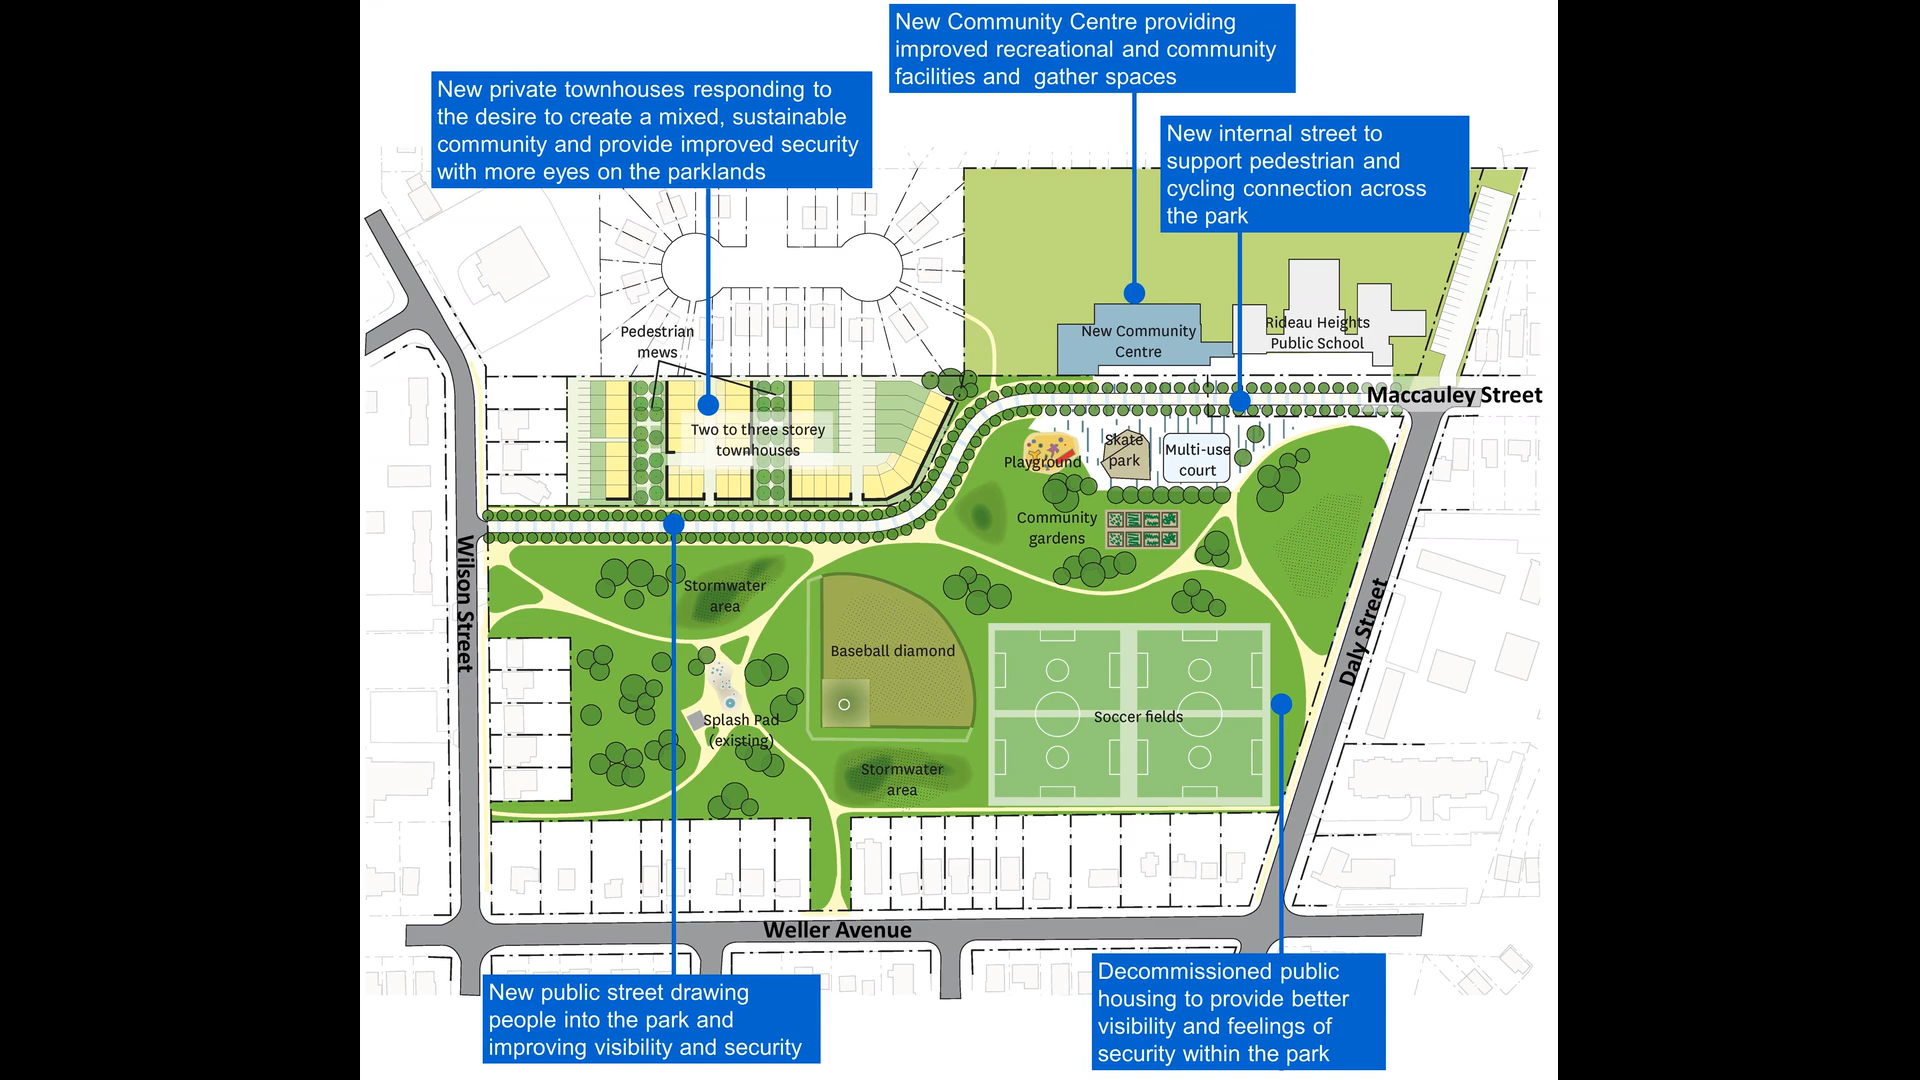 New Community Centre providing
improved recreational and community
facilities and  gather spaces
New private townhouses responding to
the desire to create a mixed, sustainable
community and provide improved security
with more eyes on the parklands
New internal street to
support pedestrian and
cycling connection across
the park
Pedestrian
mews
New Community
Centre
Rideau Heights
Public School
Maccauley Street
Two to three storey
townhouses
Playground
Skate
park
Multi-use
court
Community
gardens
Wilson Street
Stormwater
area
Daly Street
Baseball diamond
Splash Pad
(existing)
Soccer fields
Stormwater
area
Weller Avenue
New public street drawing
people into the park and
improving visibility and security
Decommissioned public
housing to provide better
visibility and feelings of
security within the park